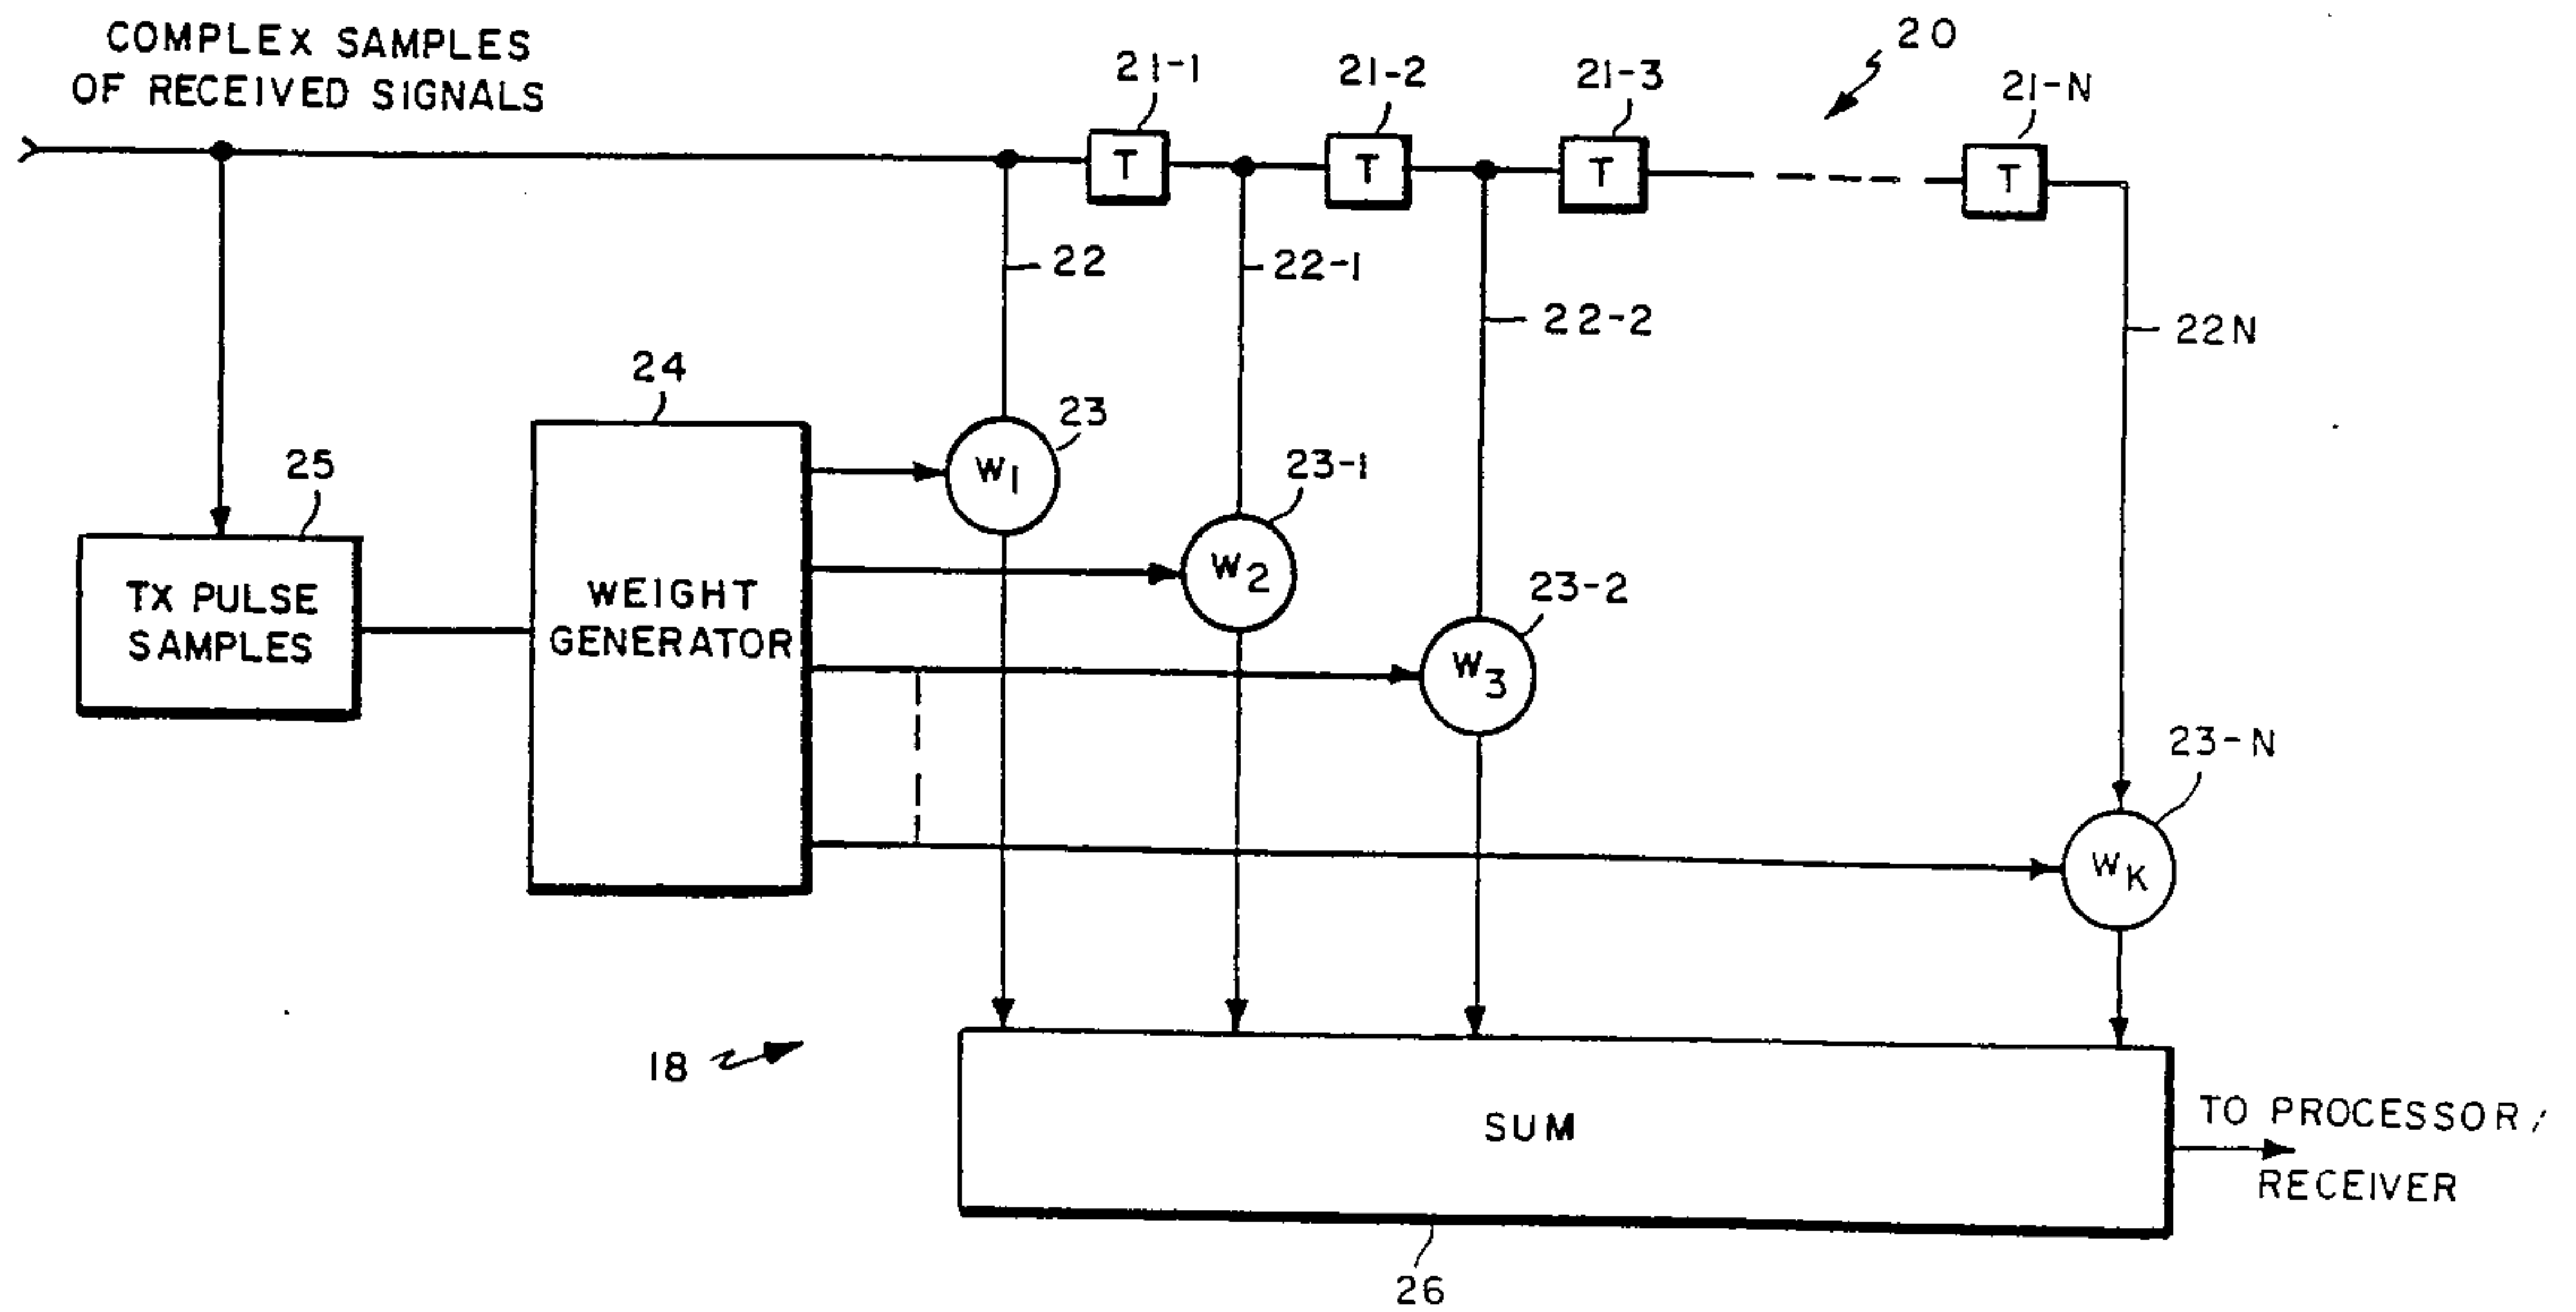 COMPLEX SAMPLES
OF RECEIVED SIGNALS
21-1
21-2
21-3
20
21-N
T
T
T
T
22
22-1
22-2
22N
24
23
25
23-1
W1
TX PULSE
SAMPLES
WEIGHT
GENERATOR
W2
23-2
W3
23-N
WK
18
SUM
TO PROCESSOR/
RECEIVER
26